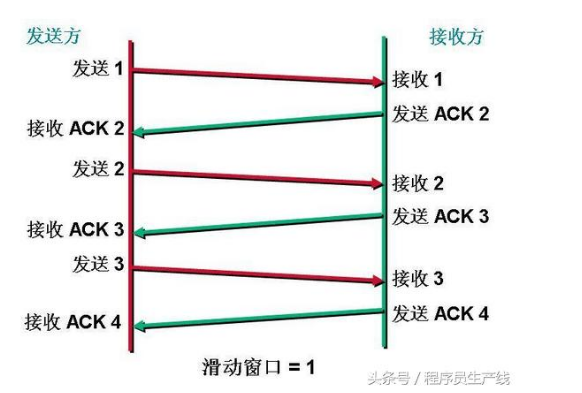 发送方
接收方
发送 1
接收 1
发送 ACK 2
接收 ACK 2
发送 2
接收 2
发送 ACK 3
接收 ACK 3
发送 3
接收 3
发送 ACK 4
接收 ACK 4
滑动窗口 = 1
头条号 / 程序员生产线